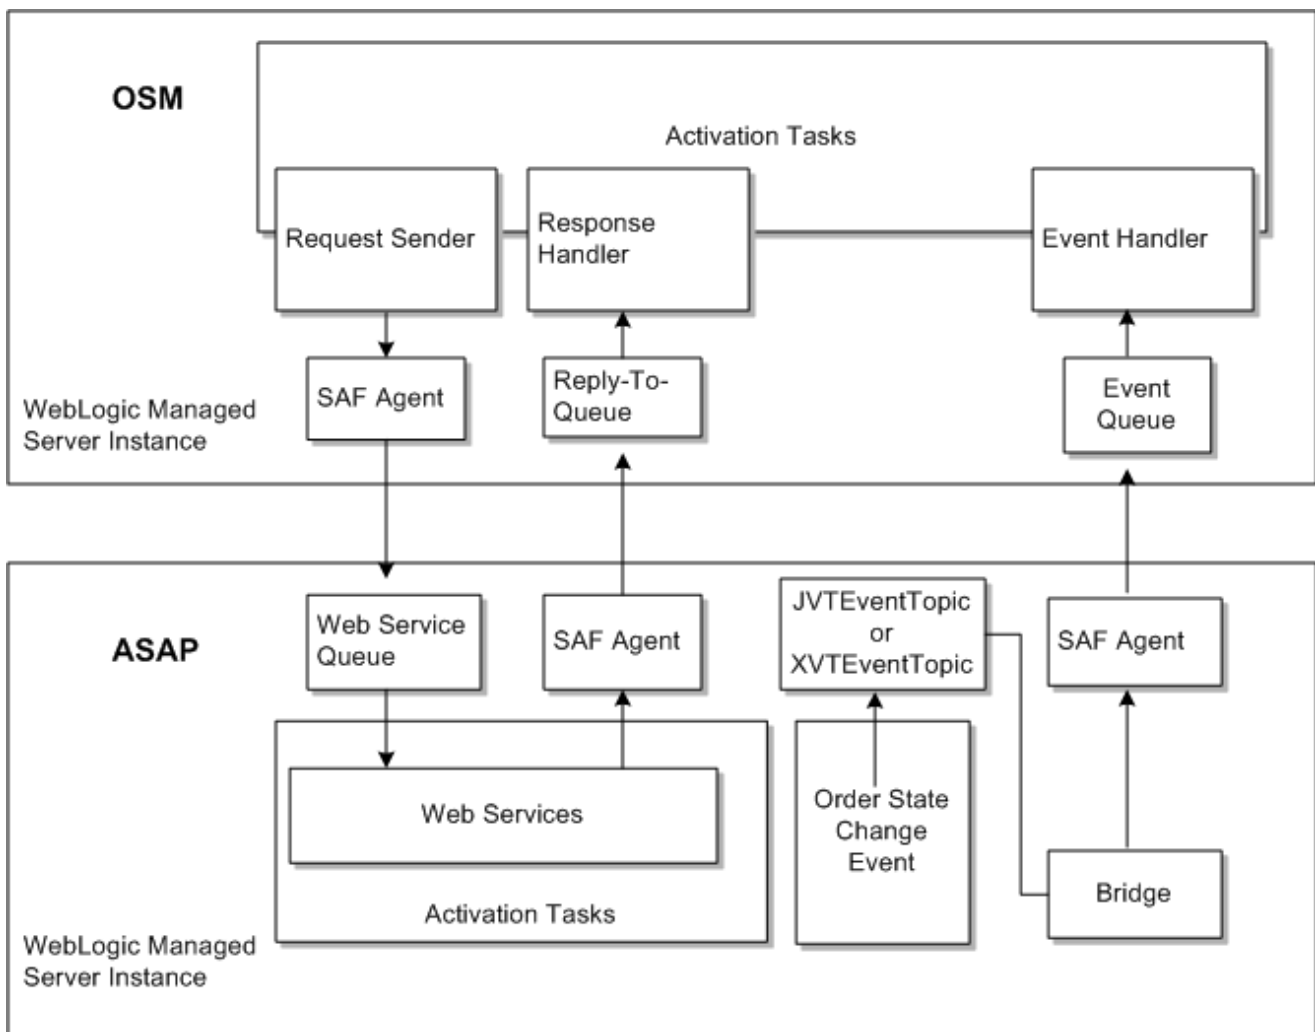 OSM
Activation Tasks
Request Sender
Response
Handler
Event Handler
SAF Agent
Reply-To-
Queue
Event
Queue
WebLogic Managed
Server Instance
ASAP
Web Service
Queue
SAF Agent
JVTEventTopic
or
XVTEventTopic
SAF Agent
Web Services
Activation Tasks
Order State
Change
Event
Bridge
WebLogic Managed
Server Instance